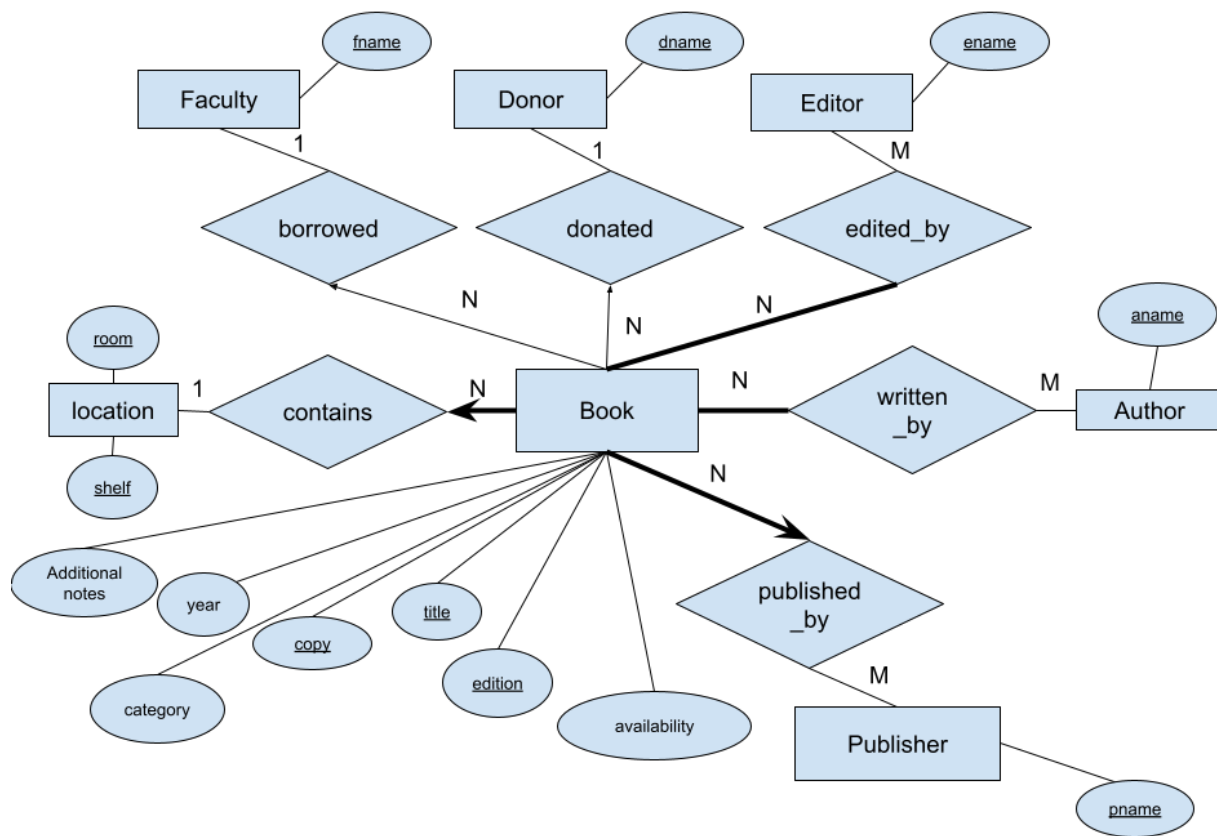 fname
dname
ename
Faculty
Donor
Editor
1
1
M
borrowed
donated
edited_by
N
N
N
room
aname
location
1
contains
N
Book
N
written
_by
M
Author
shelf
N
Additional
notes
year
copy
title
edition
category
availability
published
_by
M
Publisher
pname